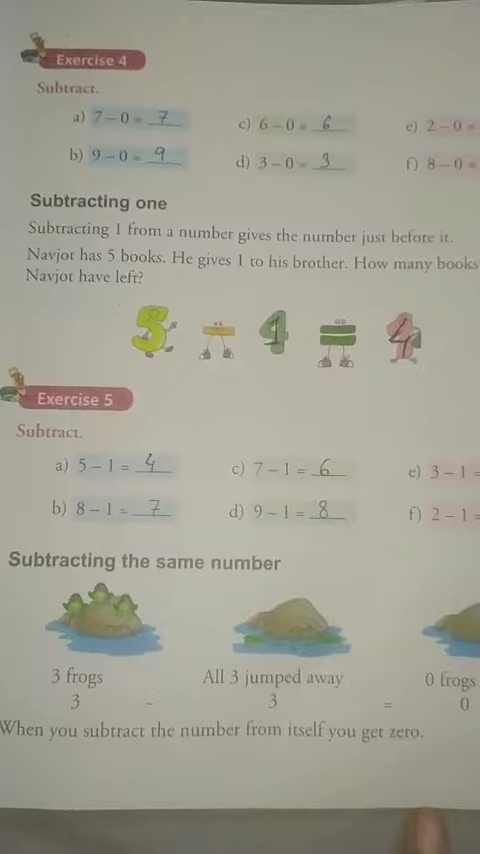 Exercise 4
Subtract.
a) 7 – 0 = 7 c) 6 – 0 = 6 e) 2 – 0 =
b) 9 – 0 = 9 d) 3 – 0 = 3 f) 8 – 0 =
Subtracting one
Subtracting 1 from a number gives the number just before it.
Navjot has 5 books. He gives 1 to his brother. How many books
Navjot have left?
5 – 1 = 4
Exercise 5
Subtract.
a) 5 – 1 = 4 c) 7 – 1 = 6 e) 3 – 1 =
b) 8 – 1 = 7 d) 9 – 1 = 8 f) 2 – 1 =
Subtracting the same number
3 frogs All 3 jumped away 0 frogs
3 - 3 = 0
When you subtract the number from itself you get zero.